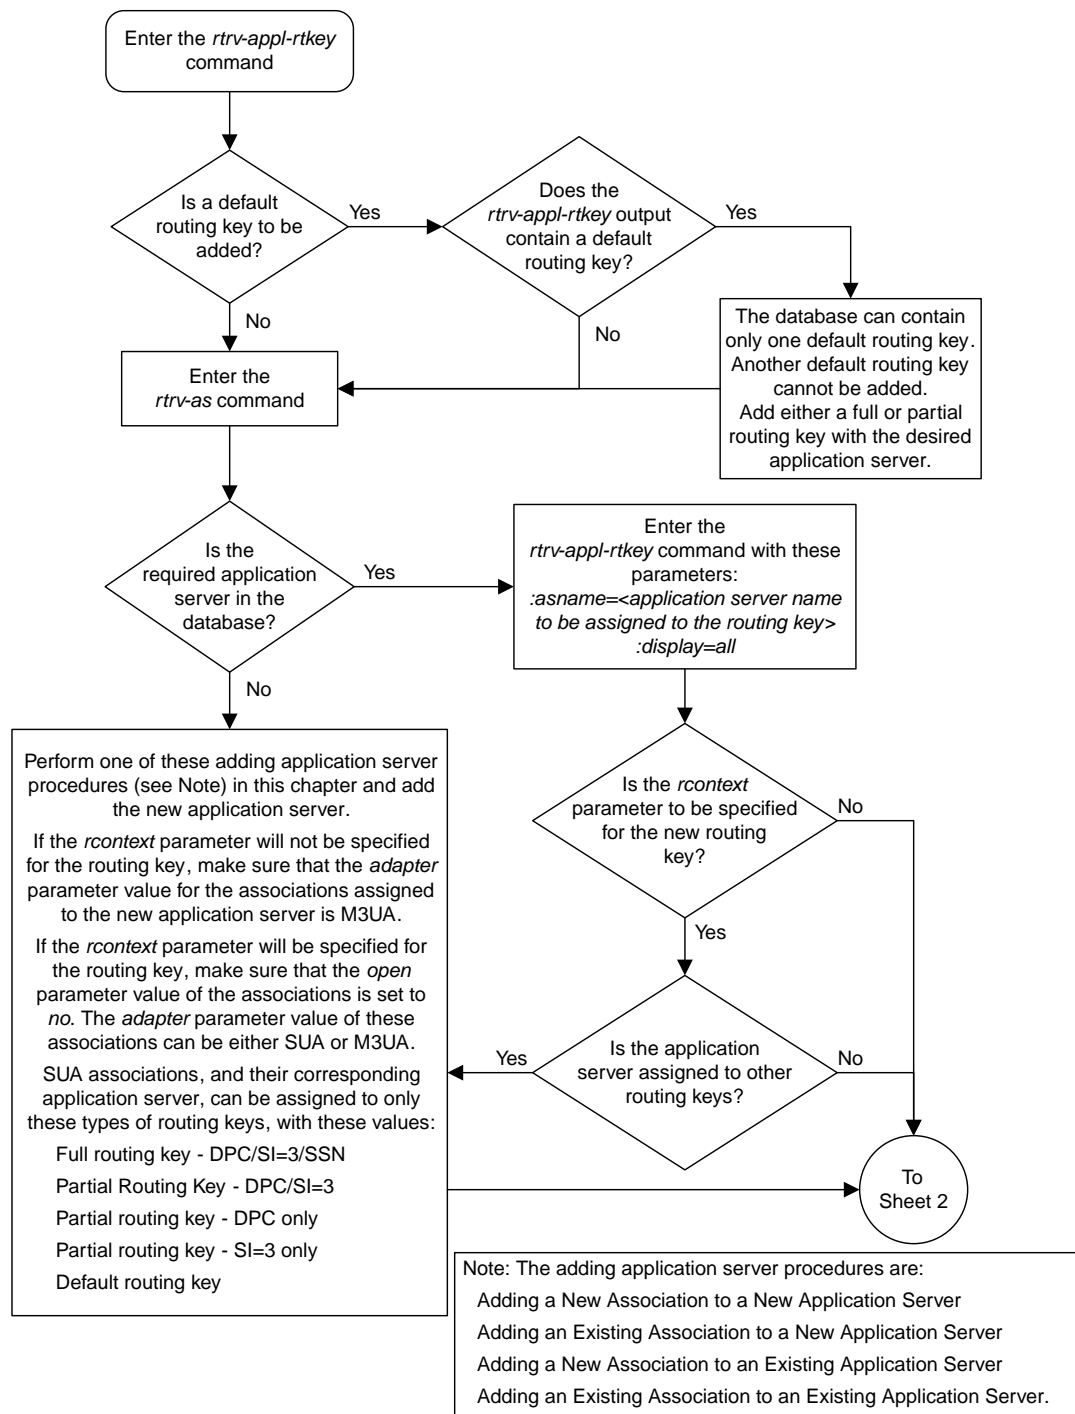 Enter the rtrv-appl-rtkey
command
Is a default
routing key to be
added?
Yes
Does the
rtrv-appl-rtkey output
contain a default
routing key?
Yes
No
No
The database can contain
only one default routing key.
Another default routing key
cannot be added.
Add either a full or partial
routing key with the desired
application server.
Enter the
rtrv-as command
Is the
required application
server in the
database?
Yes
Enter the
rtrv-appl-rtkey command with these
parameters:
:asname=<application server name
to be assigned to the routing key>
:display=all
No
Perform one of these adding application server
procedures (see Note) in this chapter and add
the new application server.
If the rcontext parameter will not be specified
for the routing key, make sure that the adapter
parameter value for the associations assigned
to the new application server is M3UA.
If the rcontext parameter will be specified for
the routing key, make sure that the open
parameter value of the associations is set to
no. The adapter parameter value of these
associations can be either SUA or M3UA.
SUA associations, and their corresponding
application server, can be assigned to only
these types of routing keys, with these values:
Full routing key - DPC/SI=3/SSN
Partial Routing Key - DPC/SI=3
Partial routing key - DPC only
Partial routing key - SI=3 only
Default routing key
Is the rcontext
parameter to be specified
for the new routing
key?
No
Yes
Is the application
server assigned to other
routing keys?
Yes
No
To
Sheet 2
Note: The adding application server procedures are:
Adding a New Association to a New Application Server
Adding an Existing Association to a New Application Server
Adding a New Association to an Existing Application Server
Adding an Existing Association to an Existing Application Server.